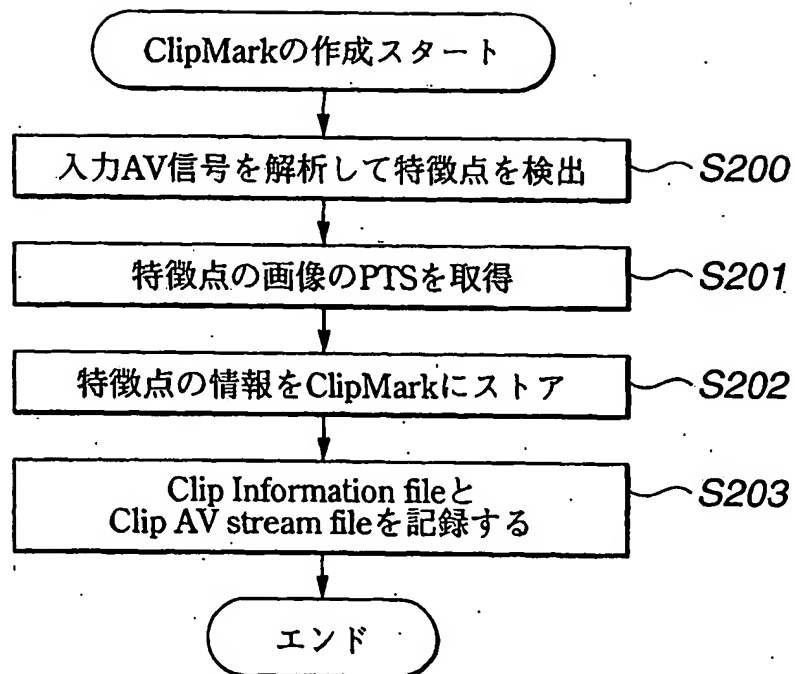 ClipMarkの作成スタート
入力AV信号を解析して特徴点を検出
S200
特徴点の画像のPTSを取得
S201
特徴点の情報をClipMarkにストア
S202
Clip Information fileと
Clip AV stream fileを記録する
S203
エンド